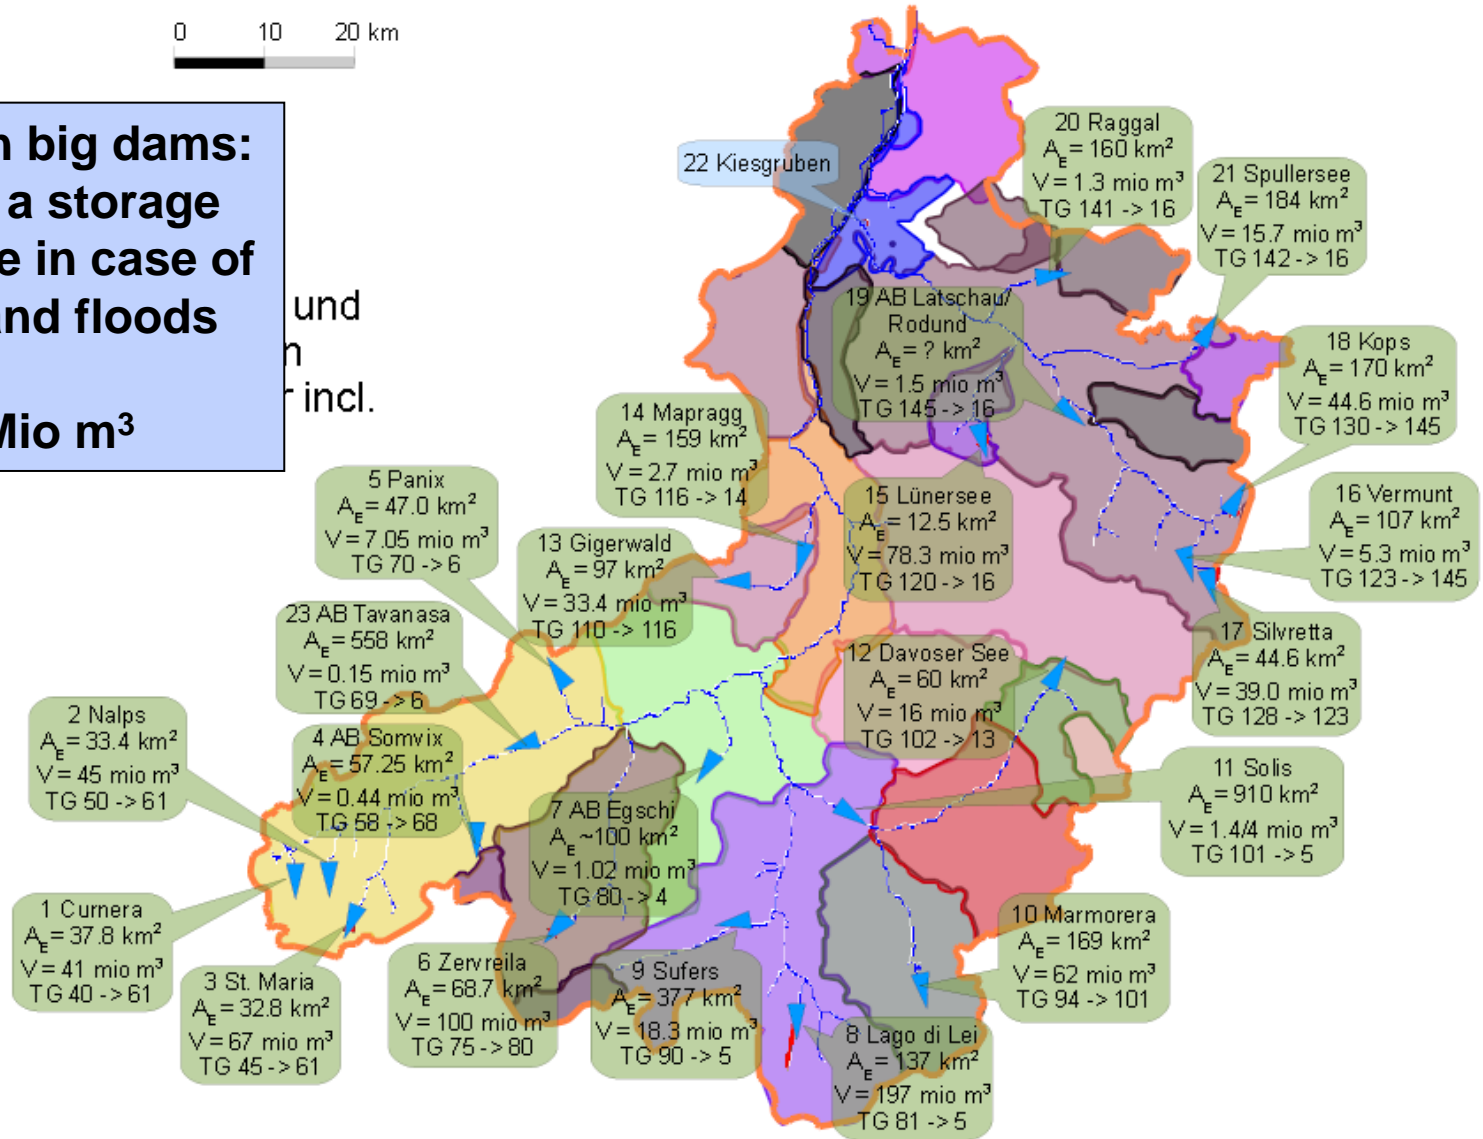 0 10 20 km
n big dams:
a storage
e in case of
and floods
Mio m³
und
n
r incl.
22 Kiesgruben
20 Raggal
A_E = 160 km²
V = 1.3 mio m³
TG 141 -> 16
21 Spullersee
A_E = 184 km²
V = 15.7 mio m³
TG 142 -> 16
19 AB Latschau/
Rodund
A_E = ? km²
V = 1.5 mio m³
TG 145 -> 16
18 Kops
A_E = 170 km²
V = 44.6 mio m³
TG 130 -> 145
14 Mapragg
A_E = 159 km²
V = 2.7 mio m³
TG 116 -> 14
5 Panix
A_E = 47.0 km²
V = 7.05 mio m³
TG 70 -> 6
15 Lünersee
A_E = 12.5 km²
V = 78.3 mio m³
TG 120 -> 16
16 Vermunt
A_E = 107 km²
V = 5.3 mio m³
TG 123 -> 145
13 Gigerwald
A_E = 97 km²
V = 33.4 mio m³
TG 110 -> 116
23 AB Tavanasa
A_E = 558 km²
V = 0.15 mio m³
TG 69 -> 6
17 Silvretta
A_E = 44.6 km²
V = 39.0 mio m³
TG 128 -> 123
12 Davoser See
A_E = 60 km²
V = 16 mio m³
TG 102 -> 13
2 Nalps
A_E = 33.4 km²
V = 45 mio m³
TG 50 -> 61
4 AB Somvix
A_E = 57.25 km²
V = 0.44 mio m³
TG 58 -> 68
11 Solis
A_E = 910 km²
V = 1.4/4 mio m³
TG 101 -> 5
7 AB Egschi
A_E ~100 km²
V = 1.02 mio m³
TG 80 -> 4
1 Curnera
A_E = 37.8 km²
V = 41 mio m³
TG 40 -> 61
10 Marmorera
A_E = 169 km²
V = 62 mio m³
TG 94 -> 101
3 St. Maria
A_E = 32.8 km²
V = 67 mio m³
TG 45 -> 61
6 Zervreila
A_E = 68.7 km²
V = 100 mio m³
TG 75 -> 80
9 Sufers
A_E = 377 km²
V = 18.3 mio m³
TG 90 -> 5
8 Lago di Lei
A_E = 137 km²
V = 197 mio m³
TG 81 -> 5